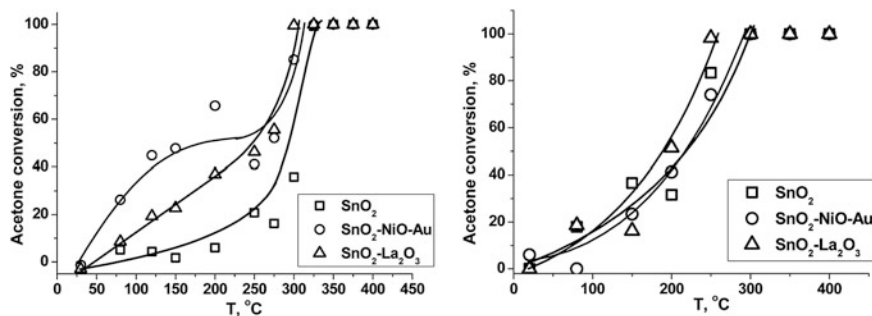 100
80
60
40
20
0
Acetone conversion, %
SnO₂
SnO₂-NiO-Au
SnO₂-La₂O₃
50 100 150 200 250 300 350 400 450
T, °C
100
80
60
40
20
0
Acetone conversion, %
SnO₂
SnO₂-NiO-Au
SnO₂-La₂O₃
0 100 200 300 400
T, °C